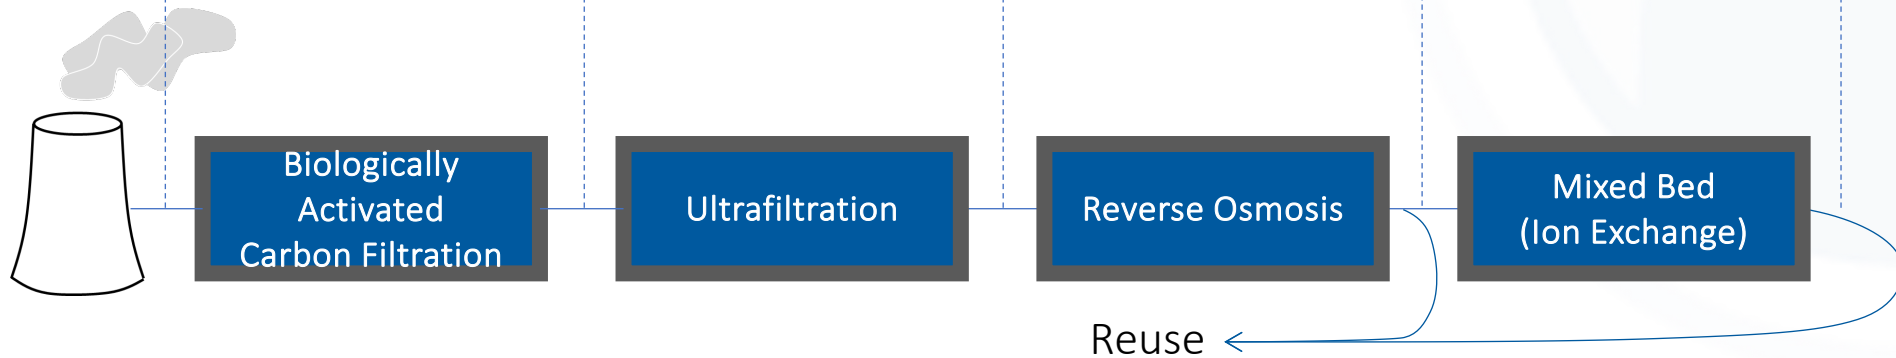 Biologically
Activated
Carbon Filtration
Ultrafiltration
Reverse Osmosis
Mixed Bed
(Ion Exchange)
Reuse